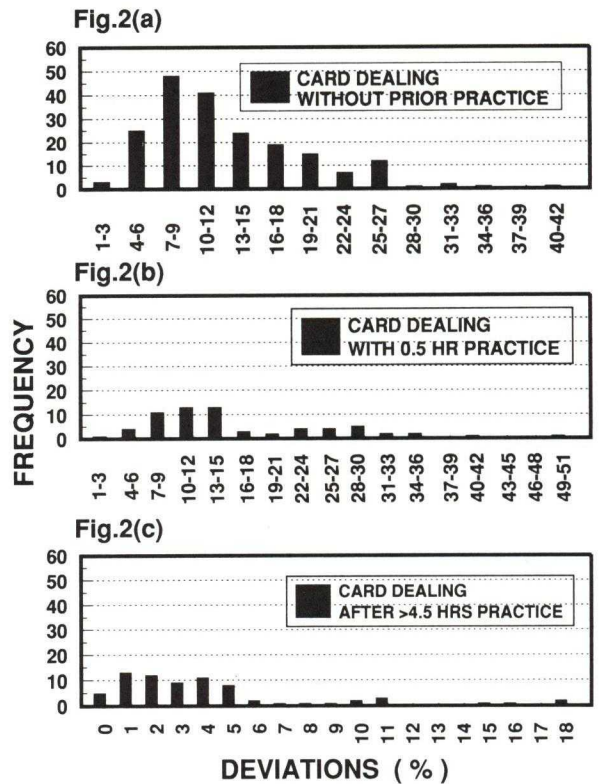 Fig.2(a)
60
50
40
30
20
10
0
CARD DEALING
WITHOUT PRIOR PRACTICE
1-3 4-6 7-9 10-12 13-15 16-18 19-21 22-24 25-27 28-30 31-33 34-36 37-39 40-42
Fig.2(b)
60
50
40
30
20
10
0
CARD DEALING
WITH 0.5 HR PRACTICE
1-3 4-6 7-9 10-12 13-15 16-18 19-21 22-24 25-27 28-30 31-33 34-36 37-39 40-42 43-45 46-48 49-51
FREQUENCY
Fig.2(c)
60
50
40
30
20
10
0
CARD DEALING
AFTER >4.5 HRS PRACTICE
0 1 2 3 4 5 6 7 8 9 10 11 12 13 14 15 16 17 18
DEVIATIONS ( % )